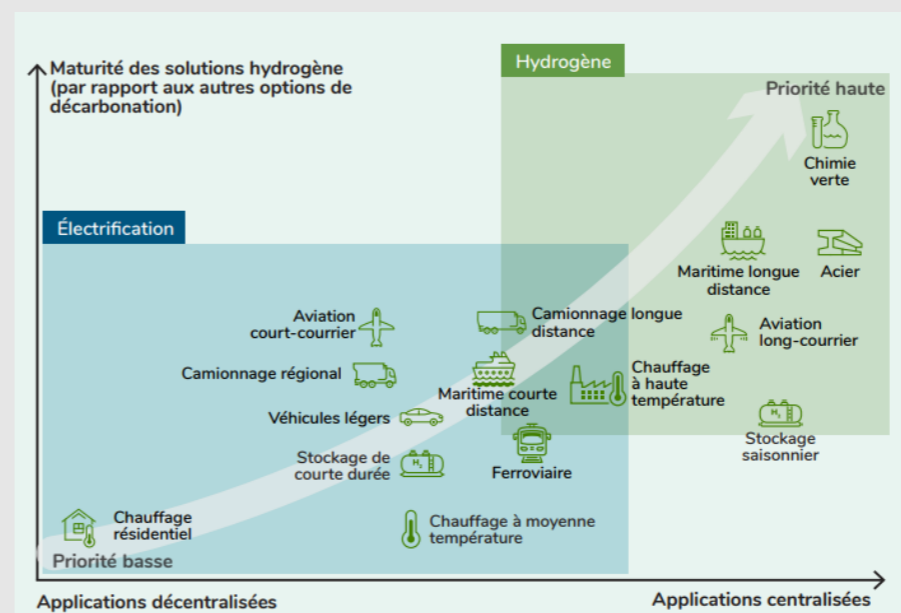 Hydrogène
Maturité des solutions hydrogène
(par rapport aux autres options de
décarbonation)
Priorité haute
Chimie
verte
Électrification
Maritime longue
distance
Acier
Aviation
court-courrier
Camionnage longue
distance
Aviation
long-courrier
Camionnage régional
Maritime courte
distance
Chauffage
à haute
température
Véhicules légers
Stockage
saisonnier
Stockage de
courte durée
H₂
H₂
Ferroviaire
Chauffage
résidentiel
Chauffage à moyenne
température
Priorité basse
Applications décentralisées
Applications centralisées